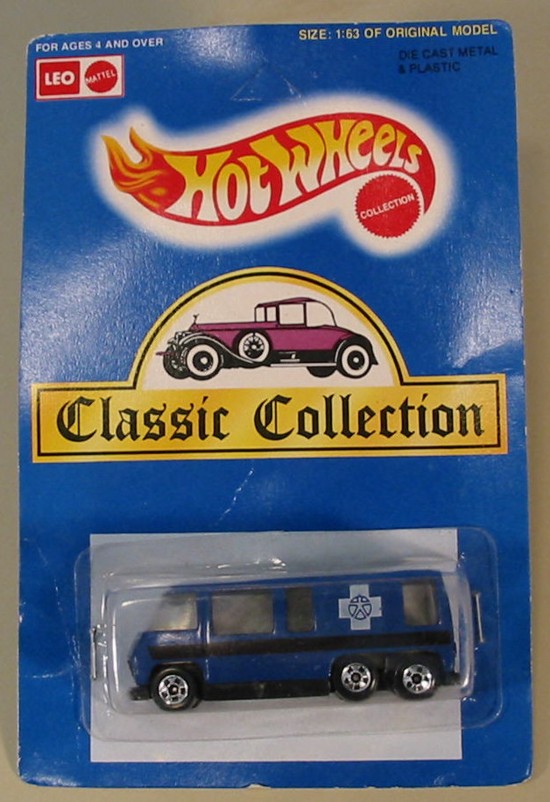 FOR AGES 4 AND OVER
SIZE: 1:63 OF ORIGINAL MODEL
LEO MATTEL
DIE CAST METAL
& PLASTIC
HOT WHEELS
COLLECTION
Classic Collection